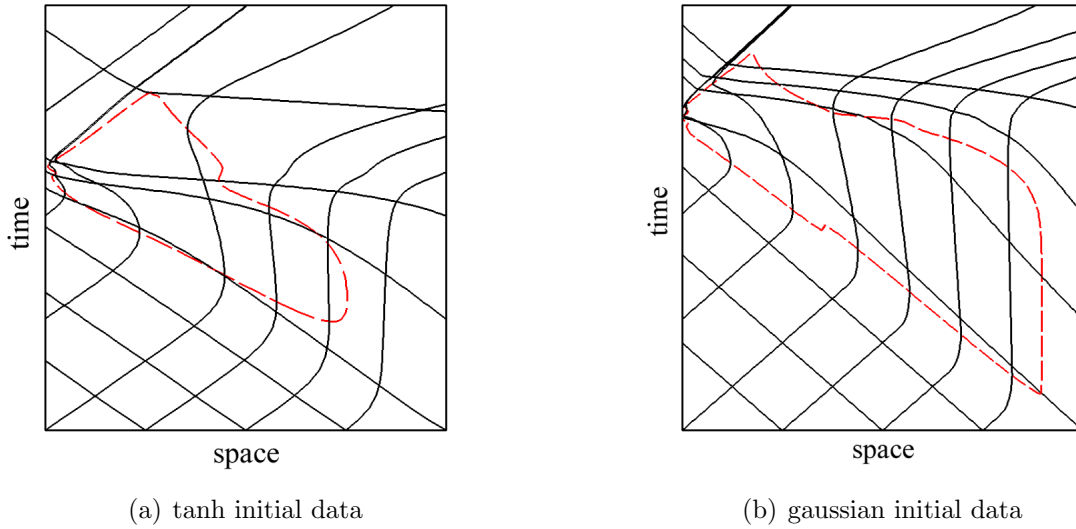 time
space
(a) tanh initial data
time
space
(b) gaussian initial data